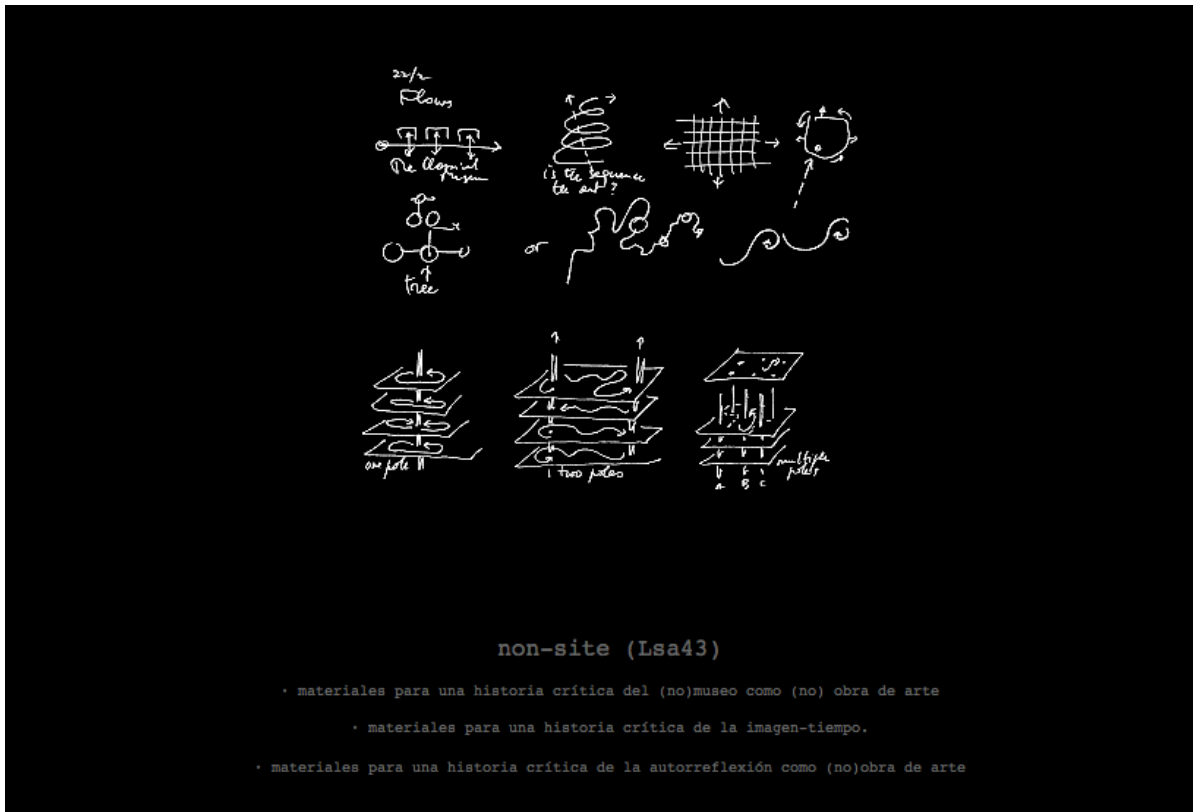 22/2
Flows
The Classical
Museum
is the sequence
the art?
or
tree
one pole
two poles
multiple
poles
A B C
non-site (Lsa43)
· materiales para una historia crítica del (no)museo como (no) obra de arte
· materiales para una historia crítica de la imagen-tiempo.
· materiales para una historia crítica de la autorreflexión como (no)obra de arte